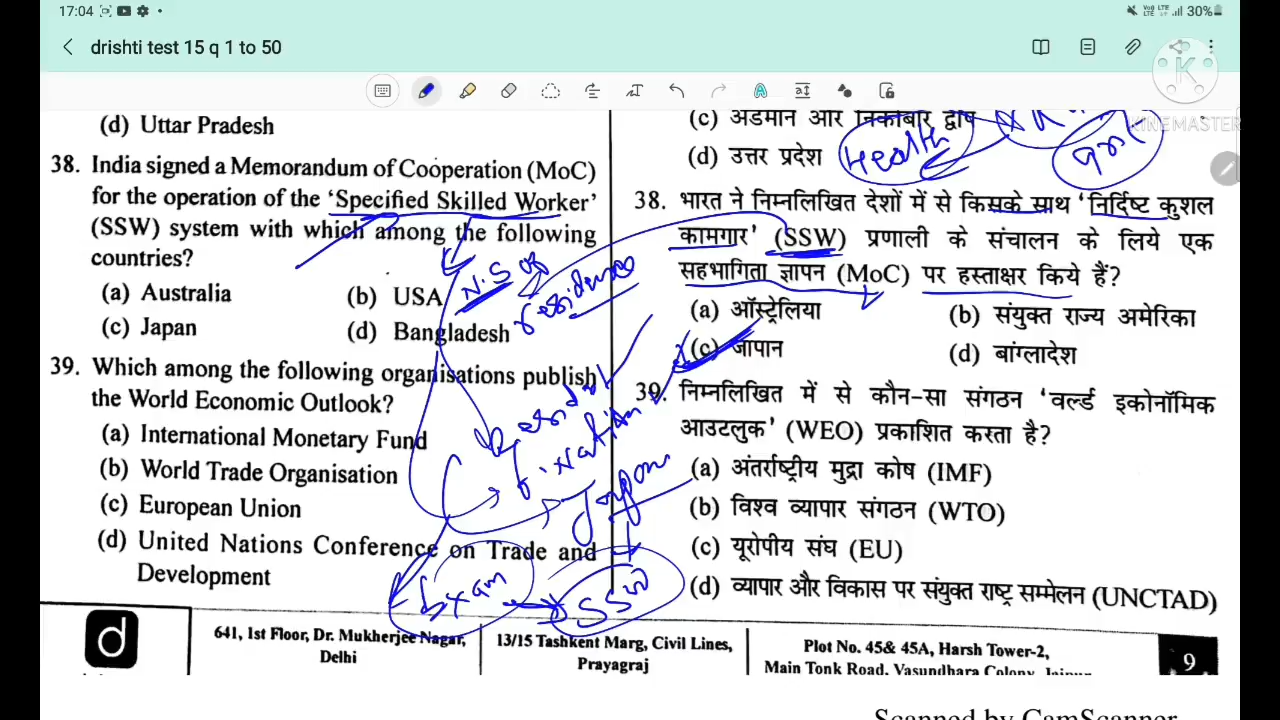 17:04
30%
drishti test 15 q 1 to 50
KINEMASTER
(d) Uttar Pradesh
38. India signed a Memorandum of Cooperation (MoC)
for the operation of the 'Specified Skilled Worker'
(SSW) system with which among the following
countries?
(a) Australia (b) USA
(c) Japan (d) Bangladesh
39. Which among the following organisations publish
the World Economic Outlook?
(a) International Monetary Fund
(b) World Trade Organisation
(c) European Union
(d) United Nations Conference on Trade and
Development
N.S of
residence
Japan
Exam
SSW
(c) अंडमान और निकोबार द्वीप
(d) उत्तर प्रदेश
Health
38. भारत ने निम्नलिखित देशों में से किसके साथ 'निर्दिष्ट कुशल
कामगार' (SSW) प्रणाली के संचालन के लिये एक
सहभागिता ज्ञापन (MoC) पर हस्ताक्षर किये हैं?
(a) ऑस्ट्रेलिया (b) संयुक्त राज्य अमेरिका
(c) जापान (d) बांग्लादेश
39. निम्नलिखित में से कौन-सा संगठन 'वर्ल्ड इकोनॉमिक
आउटलुक' (WEO) प्रकाशित करता है?
(a) अंतर्राष्ट्रीय मुद्रा कोष (IMF)
(b) विश्व व्यापार संगठन (WTO)
(c) यूरोपीय संघ (EU)
(d) व्यापार और विकास पर संयुक्त राष्ट्र सम्मेलन (UNCTAD)
d
641, 1st Floor, Dr. Mukherjee Nagar,
Delhi
13/15 Tashkent Marg, Civil Lines,
Prayagraj
Plot No. 45& 45A, Harsh Tower-2,
Main Tonk Road, Vasundhara Colony, Jaipur
9
Scanned by CamScanner